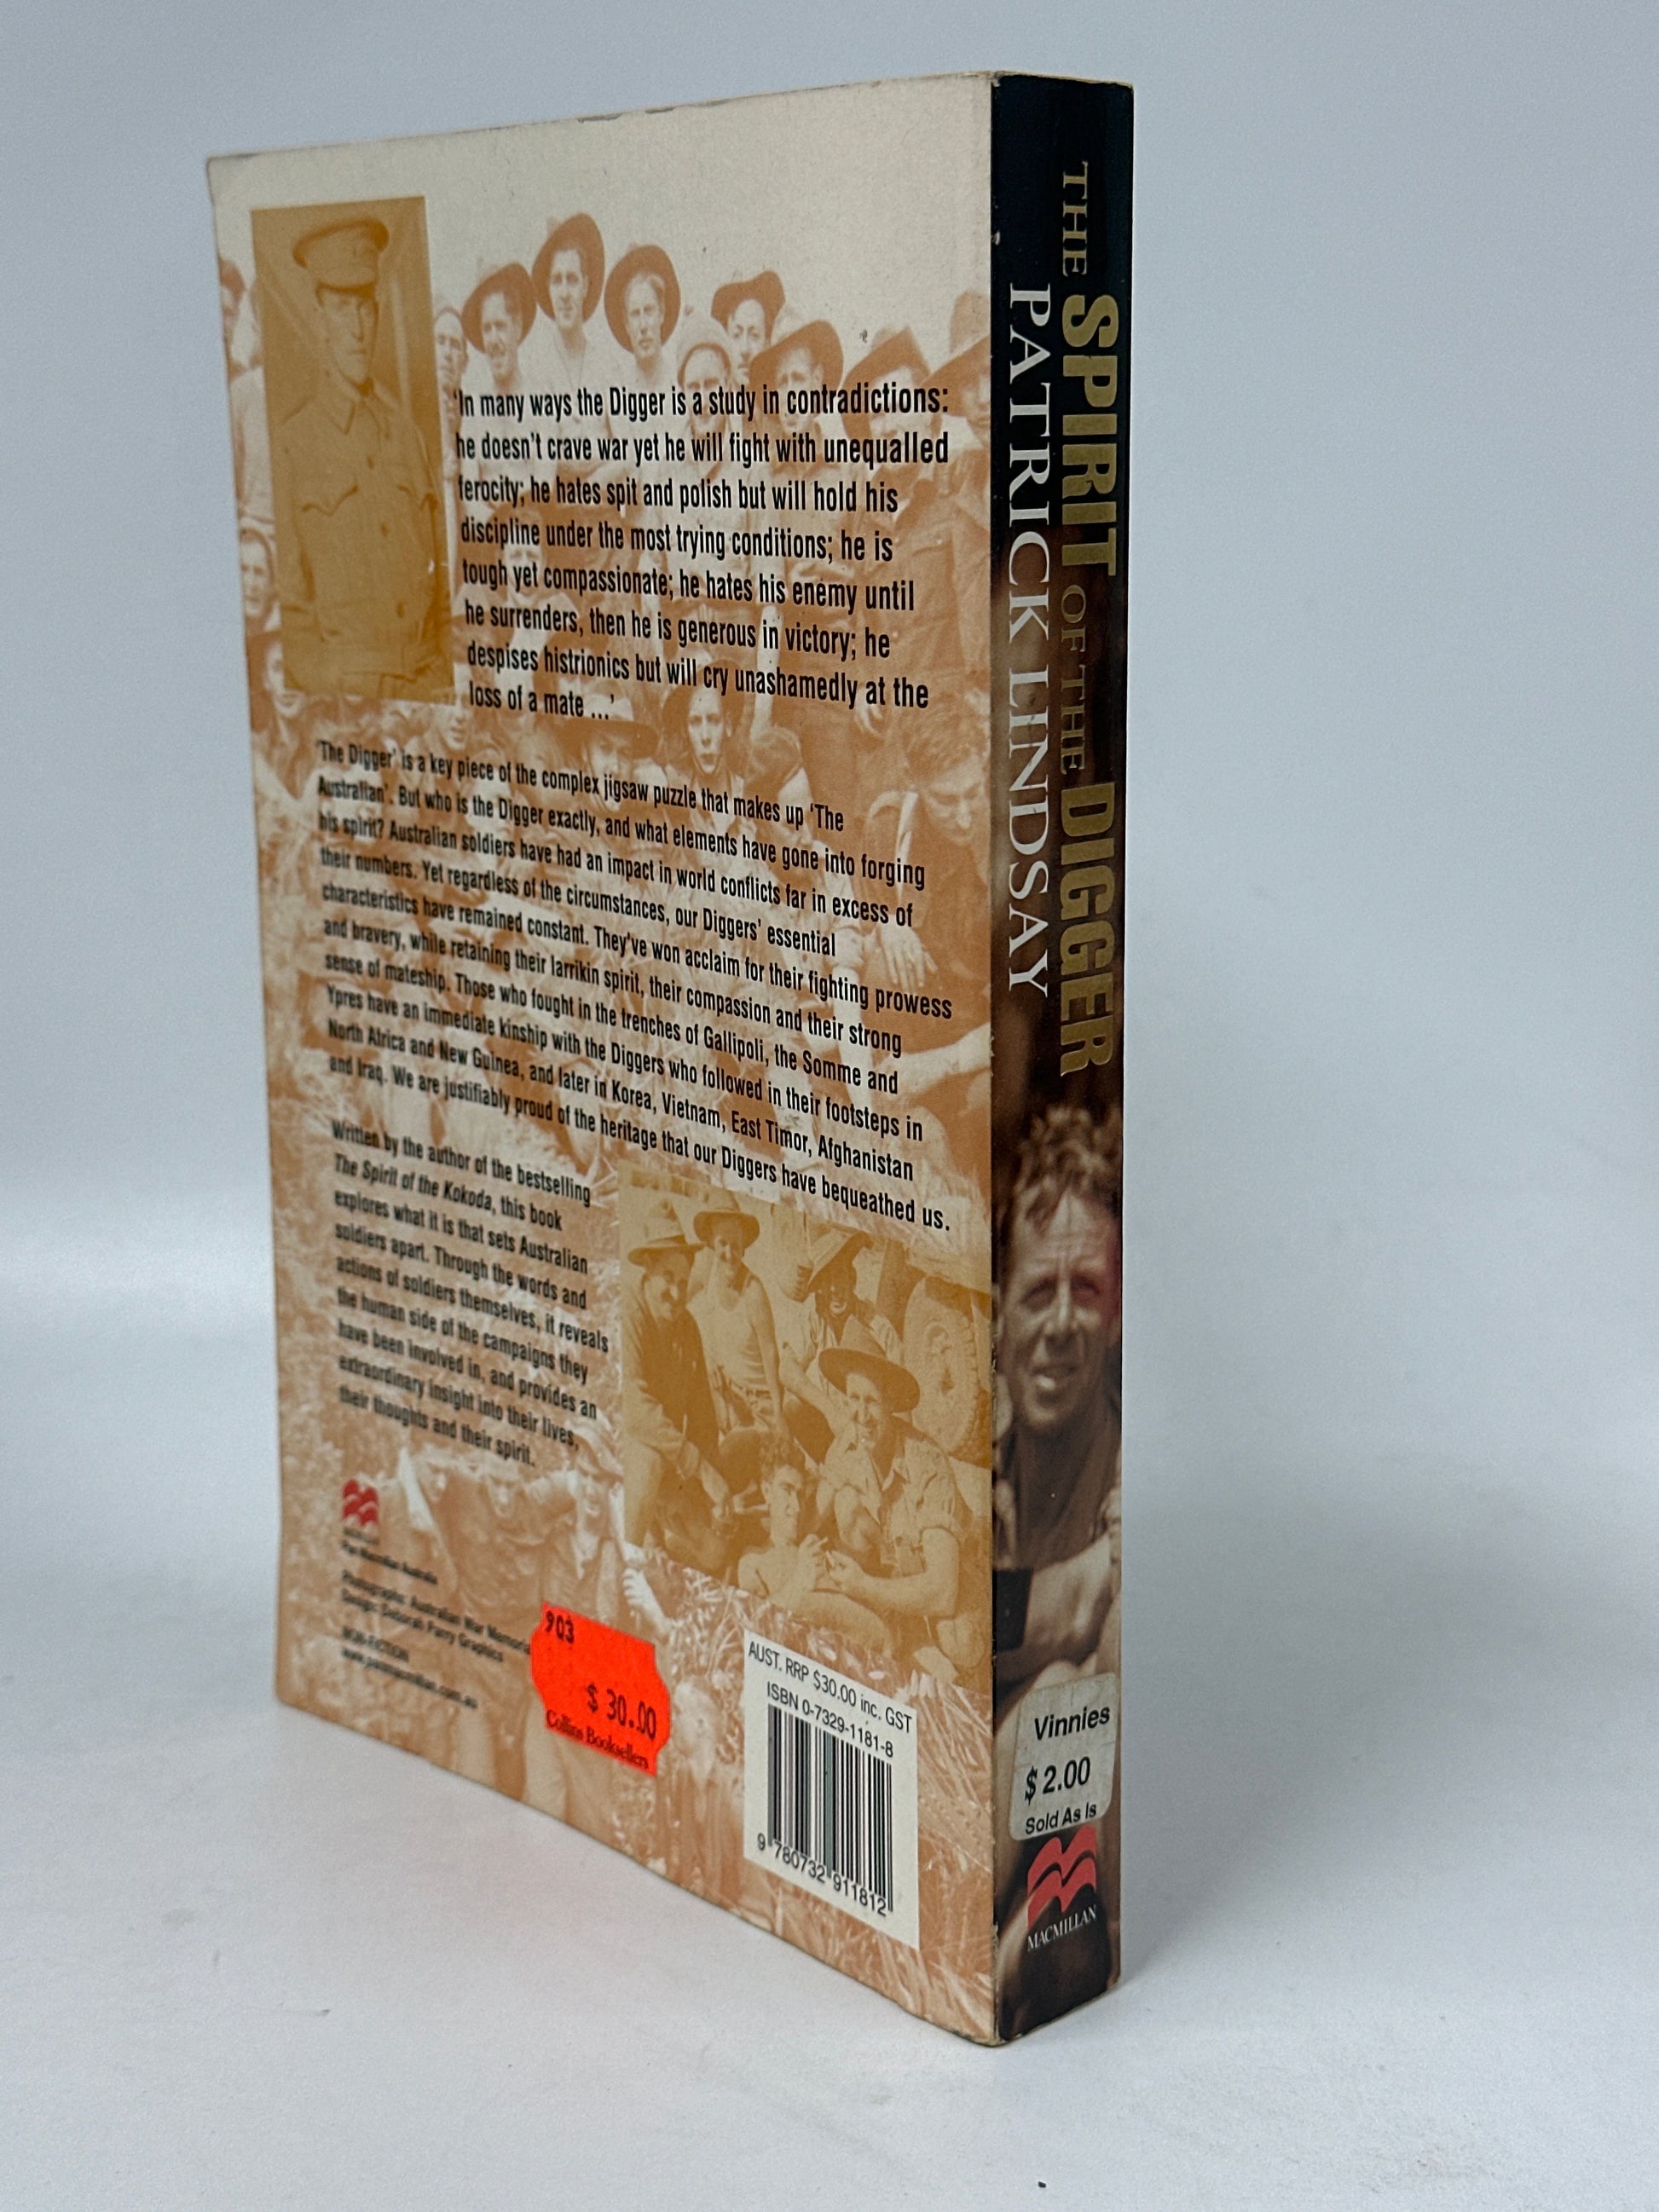 'In many ways the Digger is a study in contradictions:
he doesn't crave war yet he will fight with unequalled
ferocity; he hates spit and polish but will hold his
discipline under the most trying conditions; he is
tough yet compassionate; he hates his enemy until
he surrenders, then he is generous in victory; he
despises histrionics but will cry unashamedly at the
loss of a mate ...'
'The Digger' is a key piece of the complex jigsaw puzzle that makes up 'The
Australian'. But who is the Digger exactly, and what elements have gone into forging
his spirit? Australian soldiers have had an impact in world conflicts far in excess of
their numbers. Yet regardless of the circumstances, our Diggers' essential
characteristics have remained constant. They've won acclaim for their fighting prowess
and bravery, while retaining their larrikin spirit, their compassion and their strong
sense of mateship. Those who fought in the trenches of Gallipoli, the Somme and
Ypres have an immediate kinship with the Diggers who followed in their footsteps in
North Africa and New Guinea, and later in Korea, Vietnam, East Timor, Afghanistan
and Iraq. We are justifiably proud of the heritage that our Diggers have bequeathed us.
Written by the author of the bestselling
The Spirit of the Kokoda, this book
explores what it is that sets Australian
soldiers apart. Through the words and
actions of soldiers themselves, it reveals
the human side of the campaigns they
have been involved in, and provides an
extraordinary insight into their lives,
their thoughts and their spirit.
Pan Macmillan Australia
Photographs: Australian War Memoria
Design: Deborah Parry Graphics
NON-FICTION
www.panmacmillan.com.au
903
$ 30.00
Collins Booksellers
AUST. RRP $30.00 inc. GST
ISBN 0-7329-1181-8
9 780732 911812
THE SPIRIT OF THE DIGGER
PATRICK LINDSAY
Vinnies
$ 2.00
Sold As Is
MACMILLAN